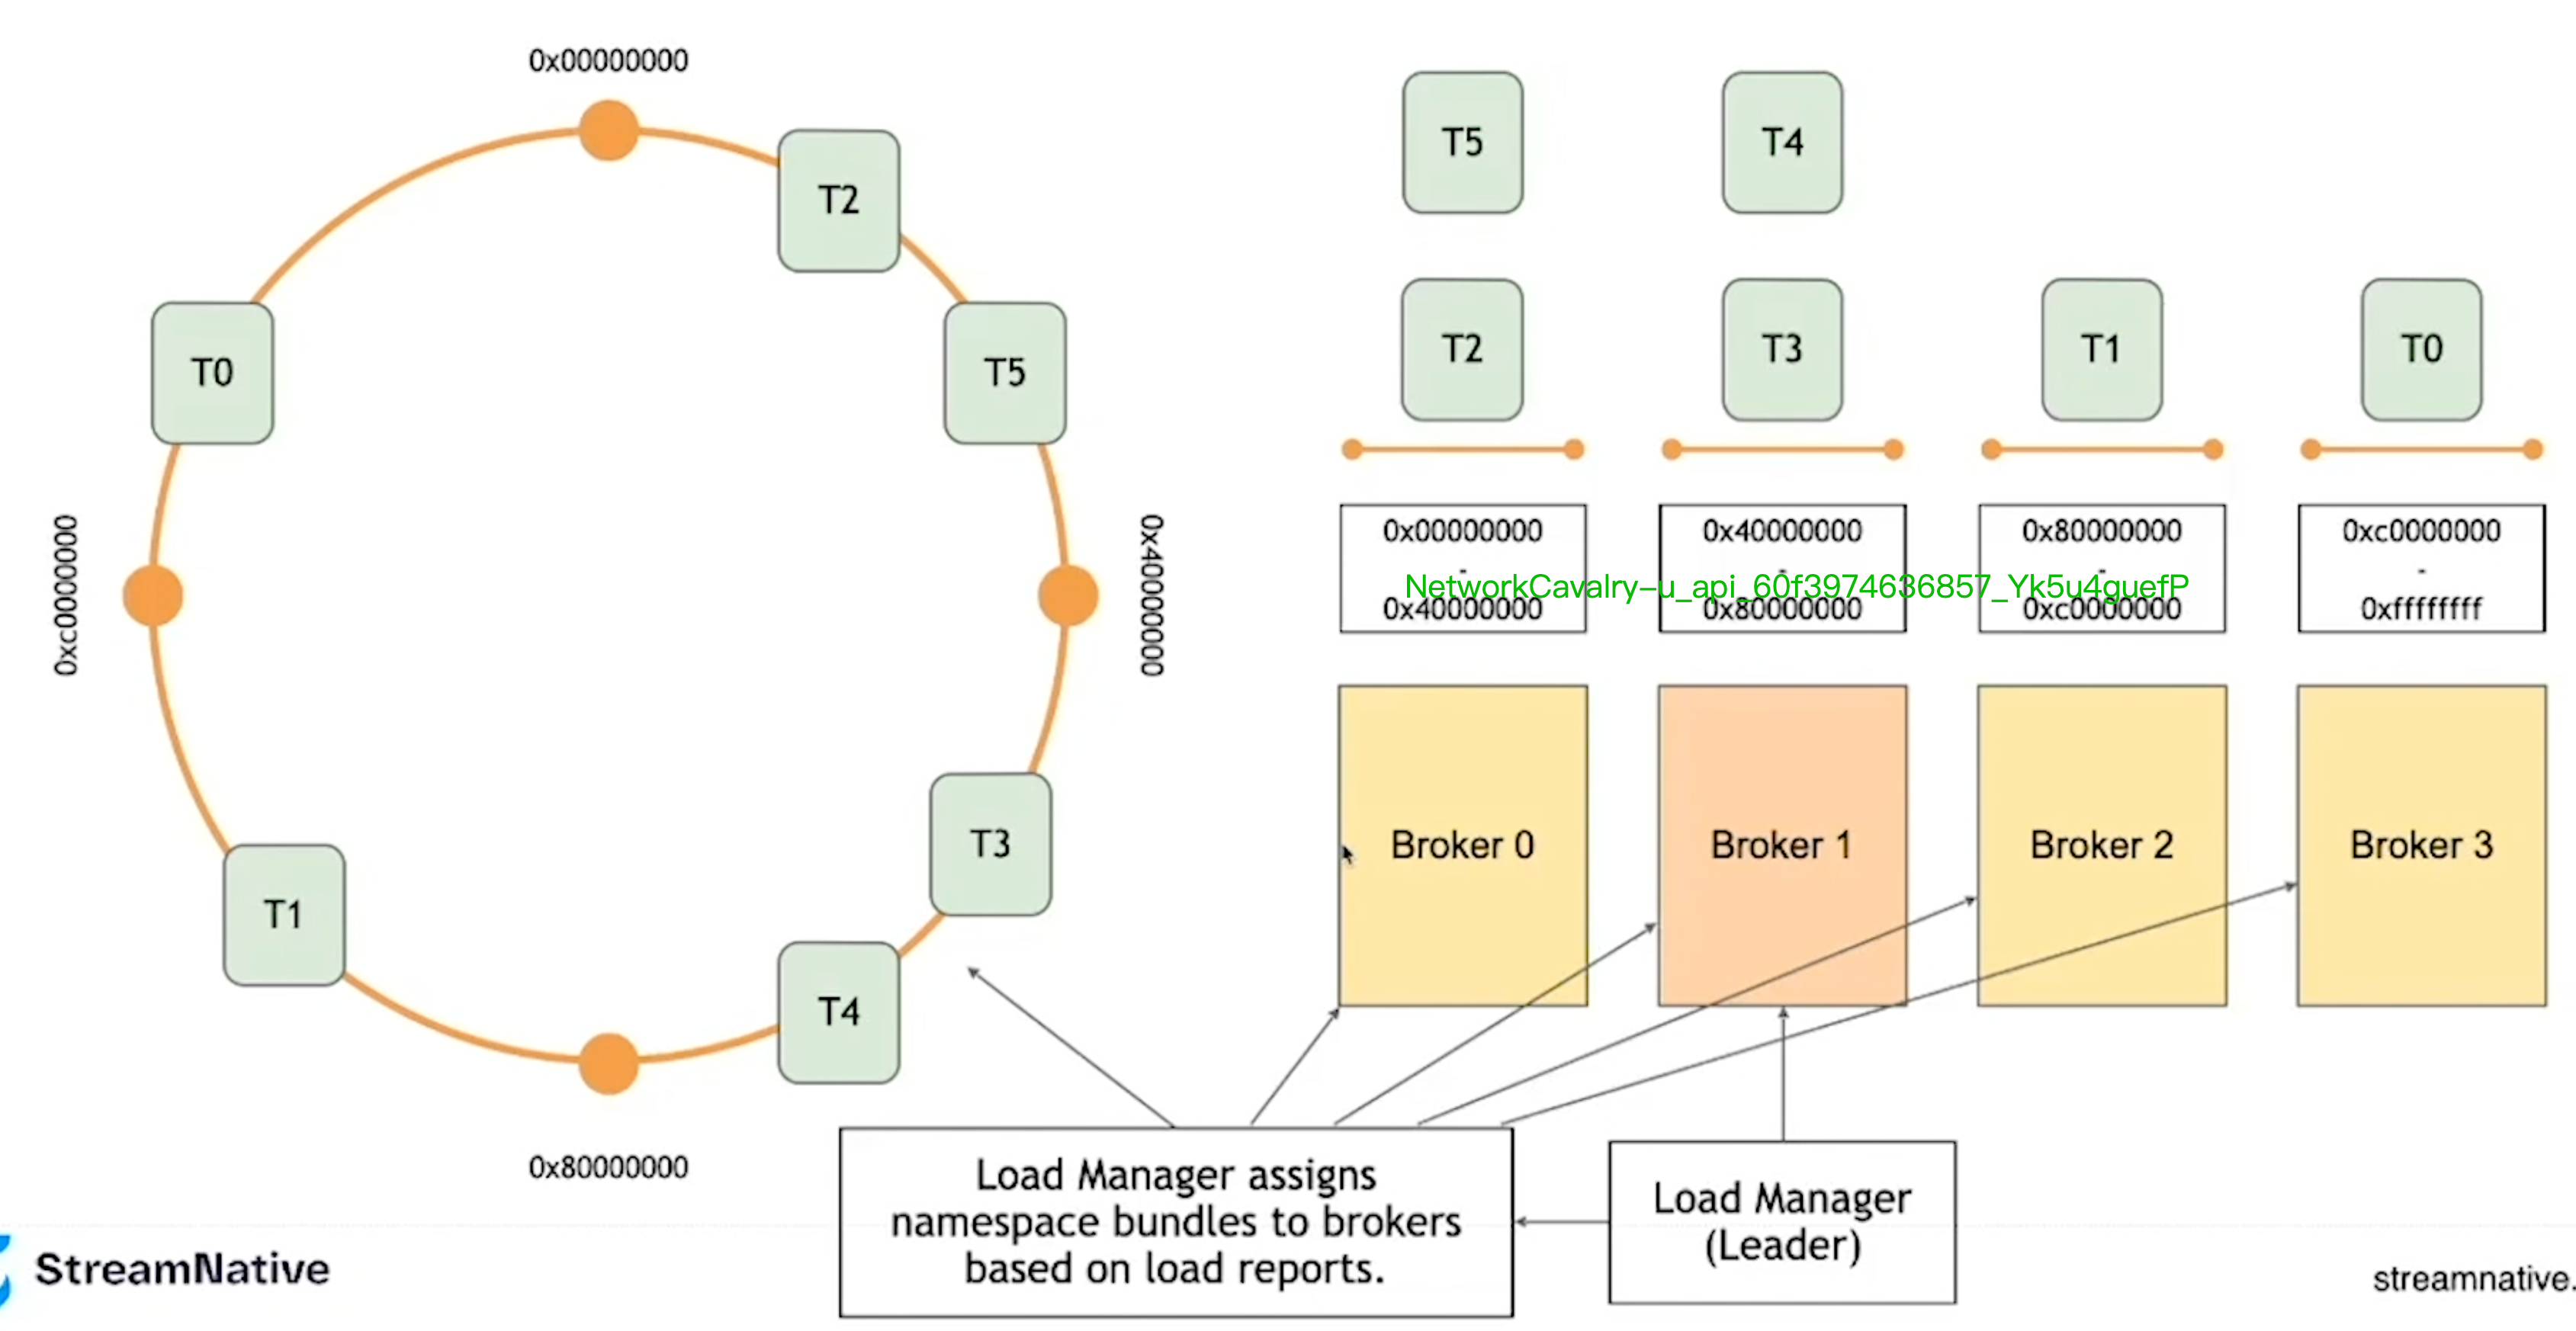 0x00000000
T2
T5
T0
0xc0000000
0x40000000
T3
T1
T4
0x80000000
T5
T4
T2
T3
T1
T0
0x00000000
-
0x40000000
0x40000000
-
0x80000000
0x80000000
-
0xc0000000
0xc0000000
-
0xffffffff
NetworkCavalry-u_api_60f3974636857_Yk5u4guefP
Broker 0
Broker 1
Broker 2
Broker 3
Load Manager assigns
namespace bundles to brokers
based on load reports.
Load Manager
(Leader)
StreamNative
streamnative.